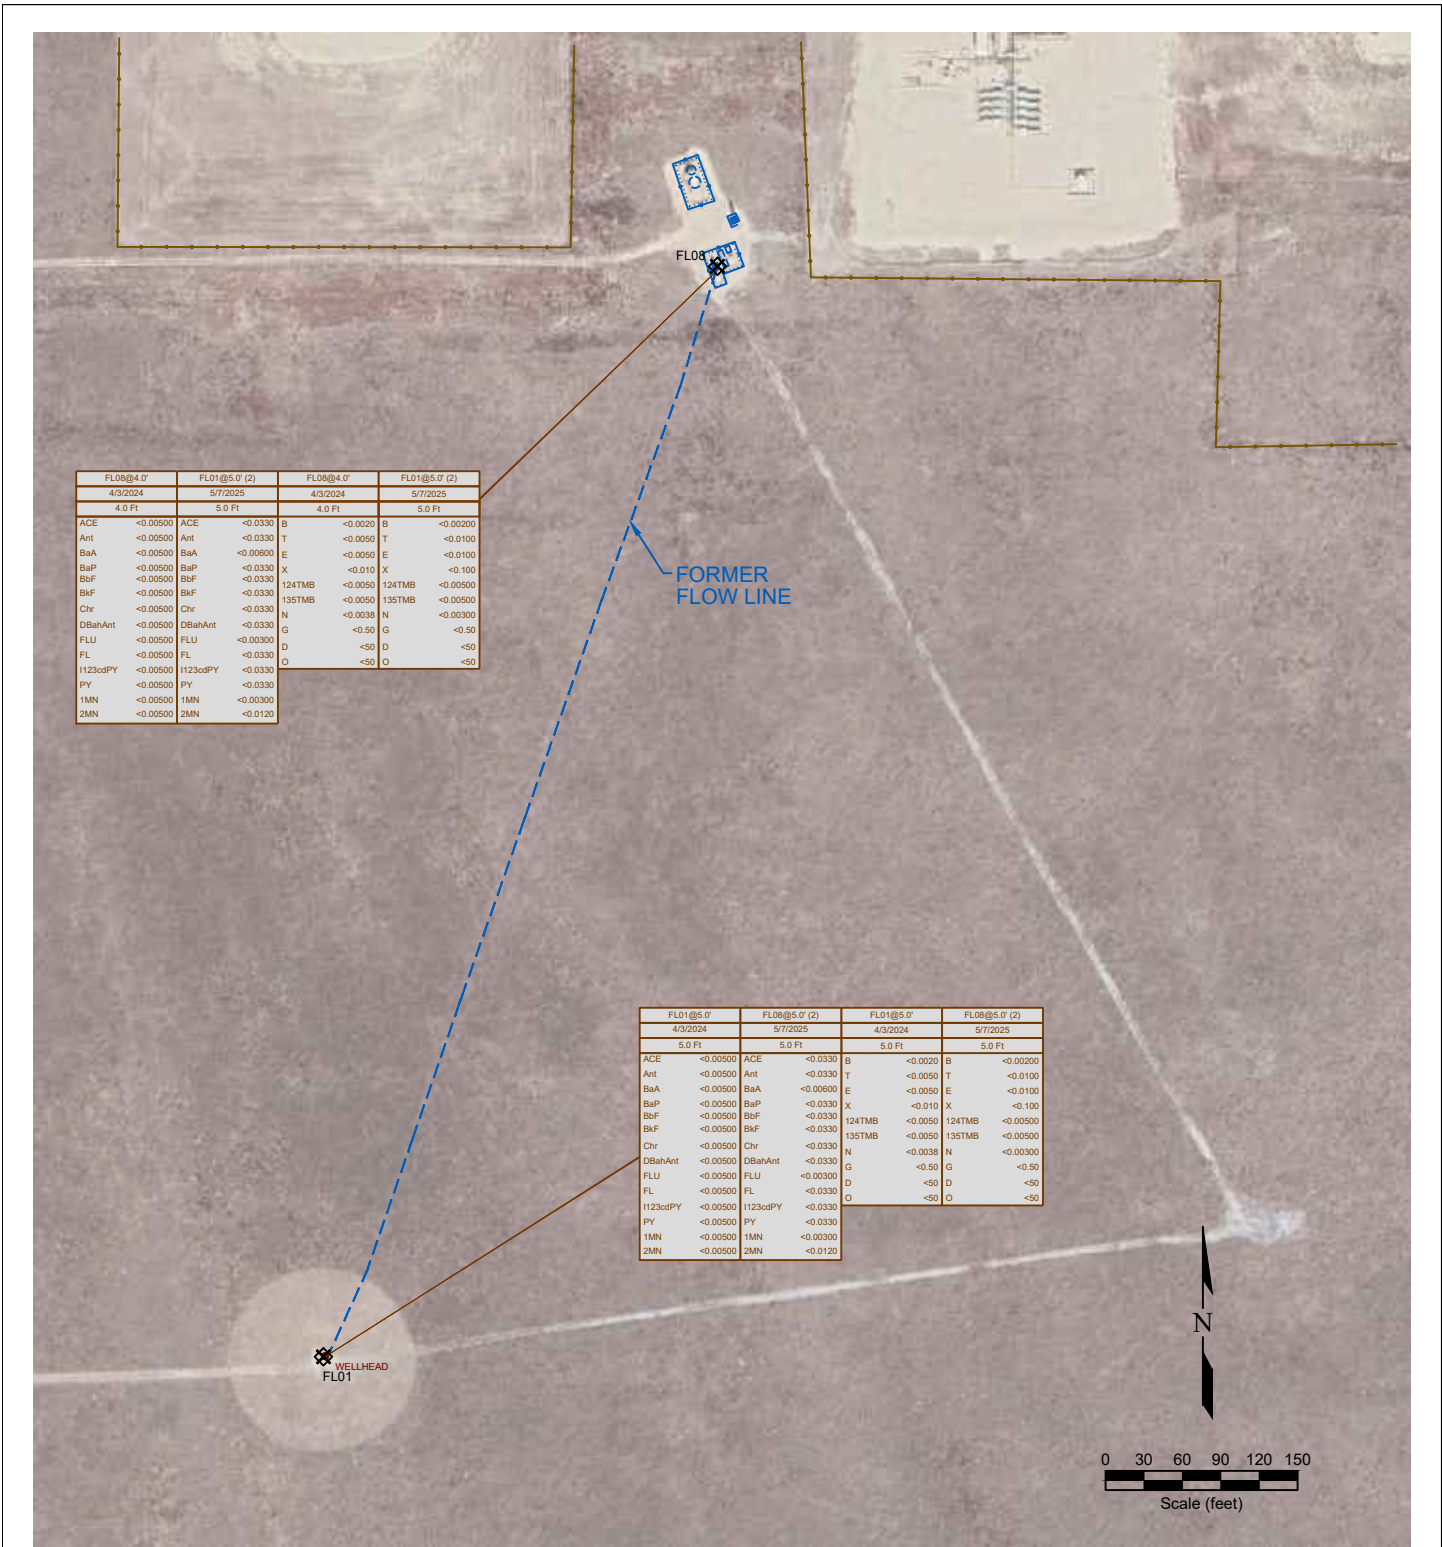 FL08
FL08@4.0' FL01@5.0' (2) FL08@4.0' FL01@5.0' (2)
4/3/2024 5/7/2025 4/3/2024 5/7/2025
4.0 Ft 5.0 Ft 4.0 Ft 5.0 Ft
ACE <0.00500 ACE <0.0330 B <0.0020 B <0.00200
Ant <0.00500 Ant <0.0330 T <0.0050 T <0.0100
BaA <0.00500 BaA <0.00600 E <0.0050 E <0.0100
BaP <0.00500 BaP <0.0330 X <0.010 X <0.100
BbF <0.00500 BbF <0.0330 124TMB <0.0050 124TMB <0.00500
BkF <0.00500 BkF <0.0330 135TMB <0.0050 135TMB <0.00500
Chr <0.00500 Chr <0.0330 N <0.0038 N <0.00300
DBahAnt <0.00500 DBahAnt <0.0330 G <0.50 G <0.50
FLU <0.00500 FLU <0.00300 D <50 D <50
FL <0.00500 FL <0.0330 O <50 O <50
I123cdPY <0.00500 I123cdPY <0.0330
PY <0.00500 PY <0.0330
1MN <0.00500 1MN <0.00300
2MN <0.00500 2MN <0.0120
FORMER
FLOW LINE
FL01@5.0' FL08@5.0' (2) FL01@5.0' FL08@5.0' (2)
4/3/2024 5/7/2025 4/3/2024 5/7/2025
5.0 Ft 5.0 Ft 5.0 Ft 5.0 Ft
ACE <0.00500 ACE <0.0330 B <0.0020 B <0.00200
Ant <0.00500 Ant <0.0330 T <0.0050 T <0.0100
BaA <0.00500 BaA <0.00600 E <0.0050 E <0.0100
BaP <0.00500 BaP <0.0330 X <0.010 X <0.100
BbF <0.00500 BbF <0.0330 124TMB <0.0050 124TMB <0.00500
BkF <0.00500 BkF <0.0330 135TMB <0.0050 135TMB <0.00500
Chr <0.00500 Chr <0.0330 N <0.0038 N <0.00300
DBahAnt <0.00500 DBahAnt <0.0330 G <0.50 G <0.50
FLU <0.00500 FLU <0.00300 D <50 D <50
FL <0.00500 FL <0.0330 O <50 O <50
I123cdPY <0.00500 I123cdPY <0.0330
PY <0.00500 PY <0.0330
1MN <0.00500 1MN <0.00300
2MN <0.00500 2MN <0.0120
N
WELLHEAD
FL01
0 30 60 90 120 150
Scale (feet)